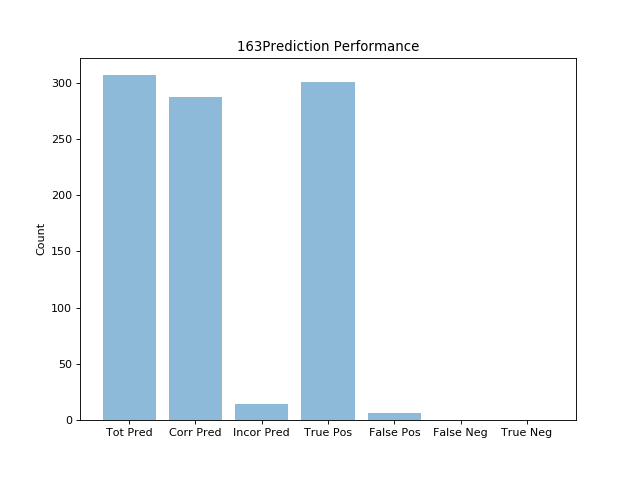 163Prediction Performance
300
250
200
150
100
50
0
Count
Tot Pred Corr Pred Incor Pred True Pos False Pos False Neg True Neg